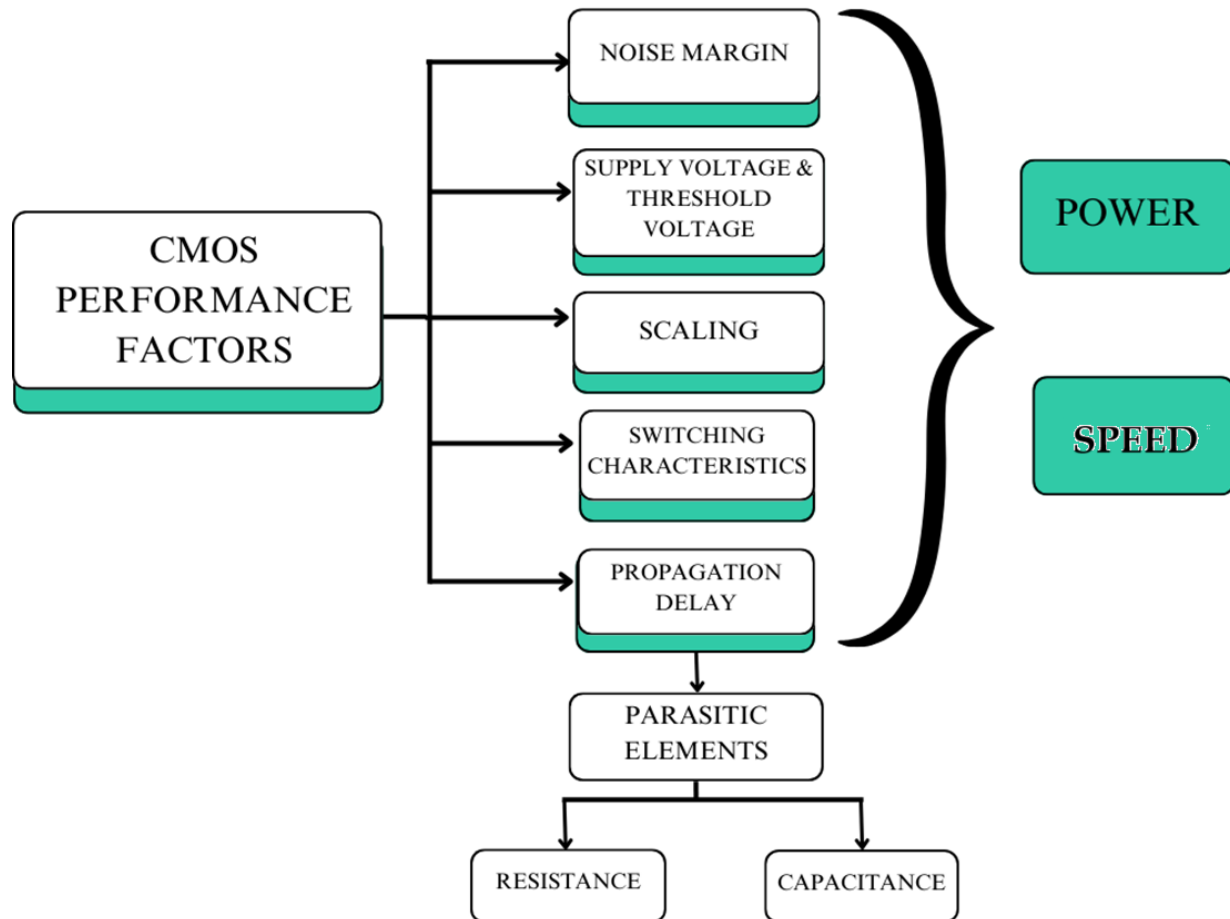 NOISE MARGIN
SUPPLY VOLTAGE &
THRESHOLD
VOLTAGE
POWER
CMOS
PERFORMANCE
FACTORS
SCALING
SWITCHING
CHARACTERISTICS
SPEED
PROPAGATION
DELAY
PARASITIC
ELEMENTS
RESISTANCE
CAPACITANCE